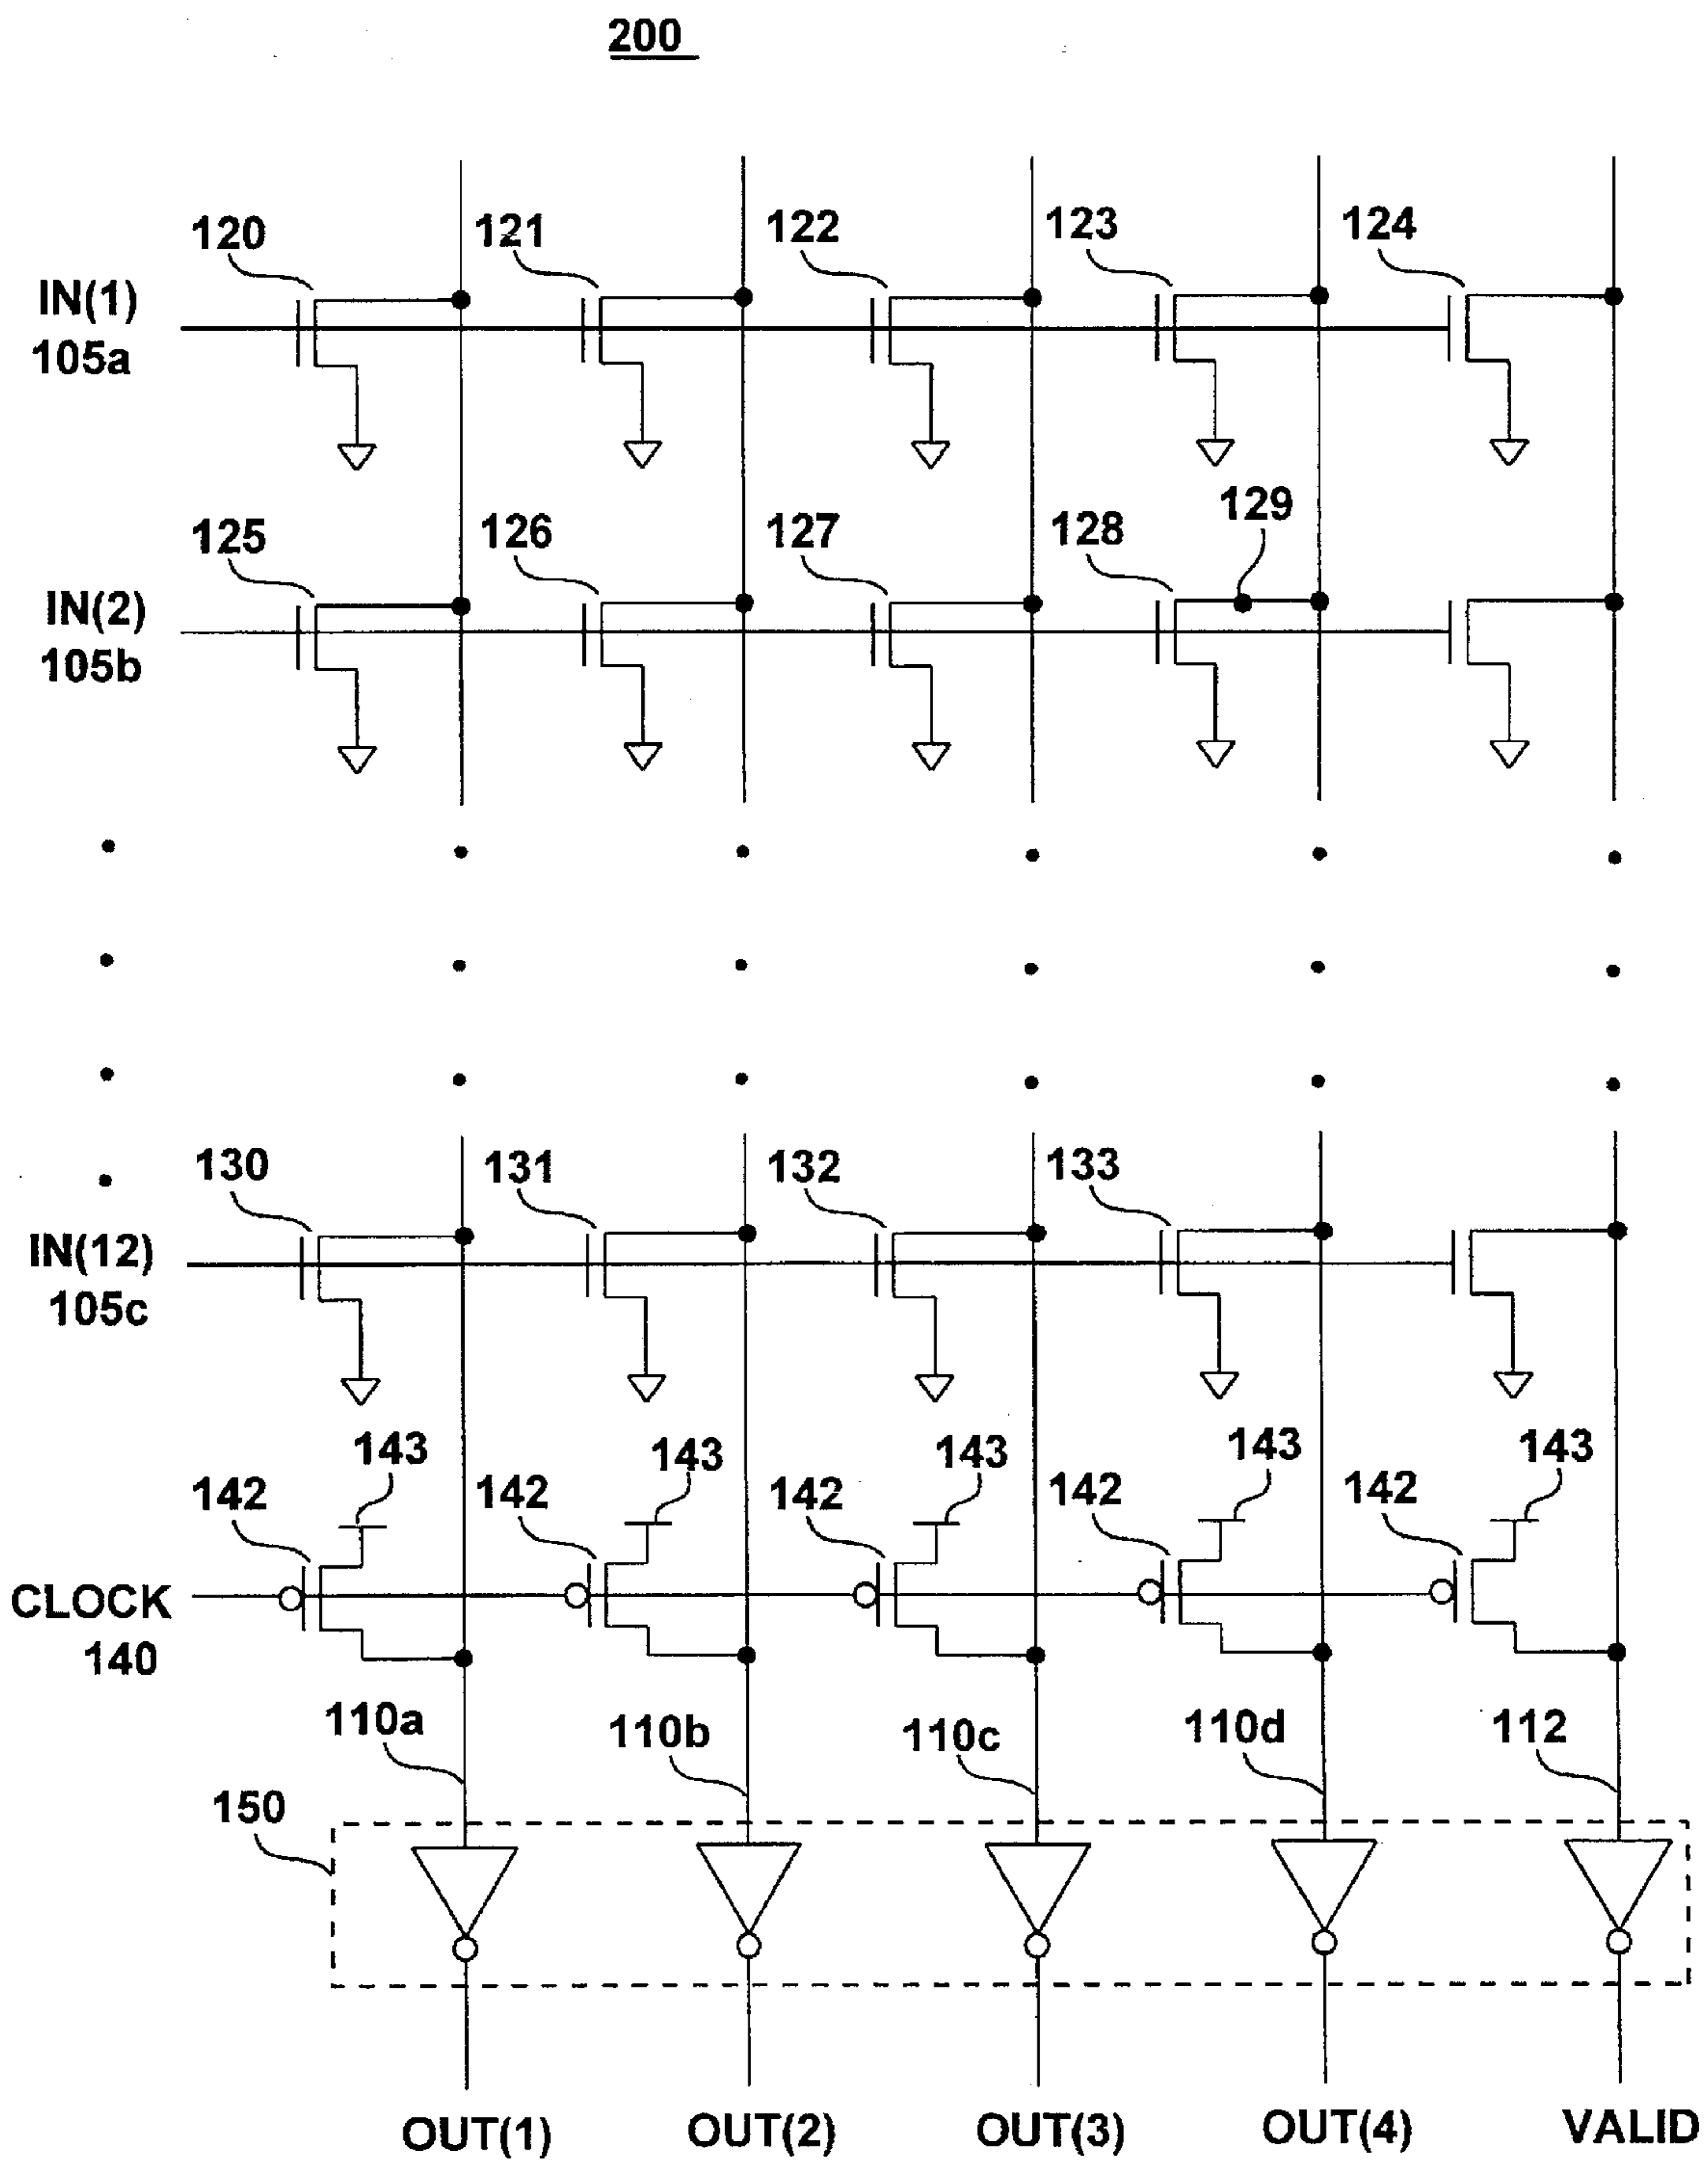 200
120 121 122 123 124
IN(1)
105a
129
125 126 127 128
IN(2)
105b
130 131 132 133
IN(12)
105c
143 143 143 143 143
142 142 142 142 142
CLOCK
140
110a 110b 110c 110d 112
150
OUT(1) OUT(2) OUT(3) OUT(4) VALID